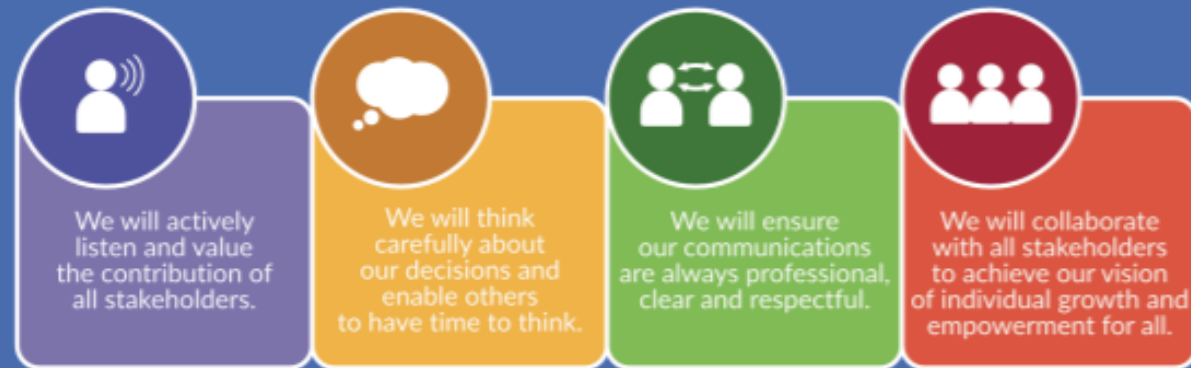 We will actively
listen and value
the contribution of
all stakeholders.
We will think
carefully about
our decisions and
enable others
to have time to think.
We will ensure
our communications
are always professional,
clear and respectful.
We will collaborate
with all stakeholders
to achieve our vision
of individual growth and
empowerment for all.